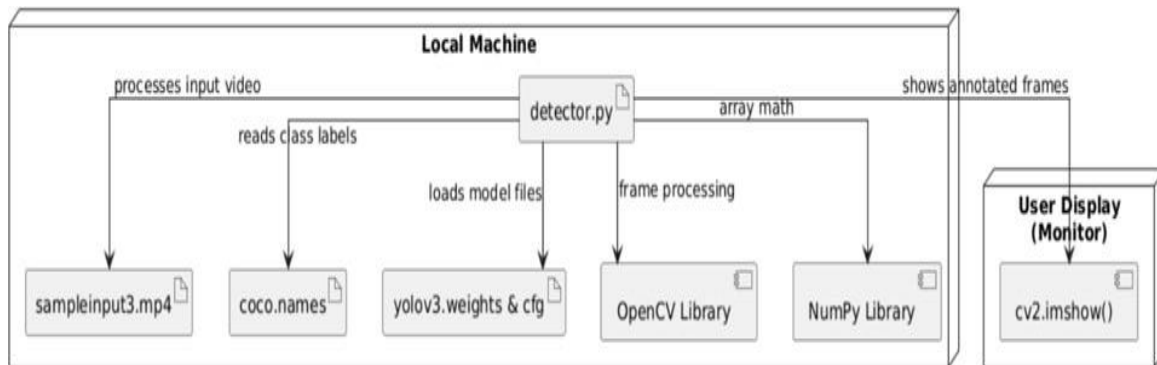 Local Machine
processes input video
shows annotated frames
detector.py
array math
reads class labels
loads model files
frame processing
User Display
(Monitor)
sampleinput3.mp4
coco.names
yolov3.weights & cfg
OpenCV Library
NumPy Library
cv2.imshow()